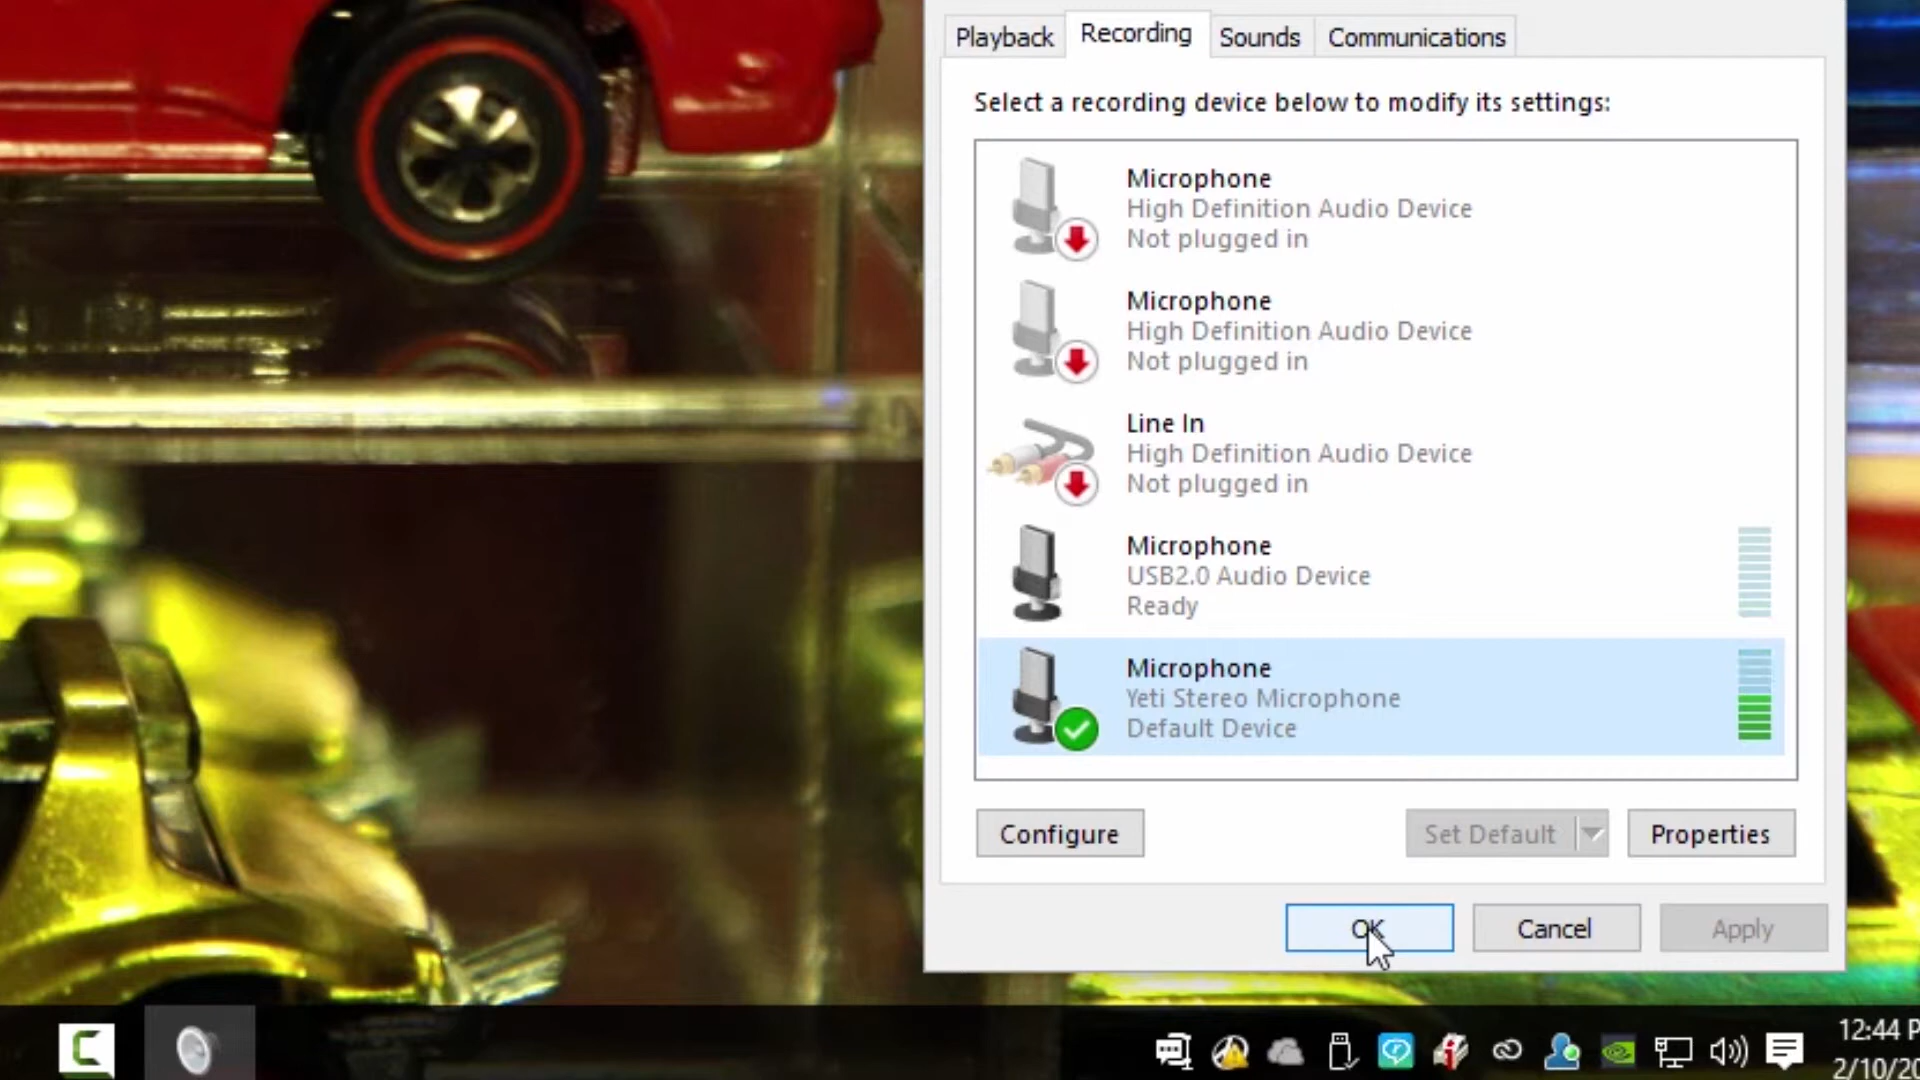 Playback
Recording
Sounds
Communications
Select a recording device below to modify its settings:
Microphone
High Definition Audio Device
Not plugged in
Microphone
High Definition Audio Device
Not plugged in
Line In
High Definition Audio Device
Not plugged in
Microphone
USB2.0 Audio Device
Ready
Microphone
Yeti Stereo Microphone
Default Device
Configure
Set Default
Properties
OK
Cancel
Apply
12:44 P
2/10/20